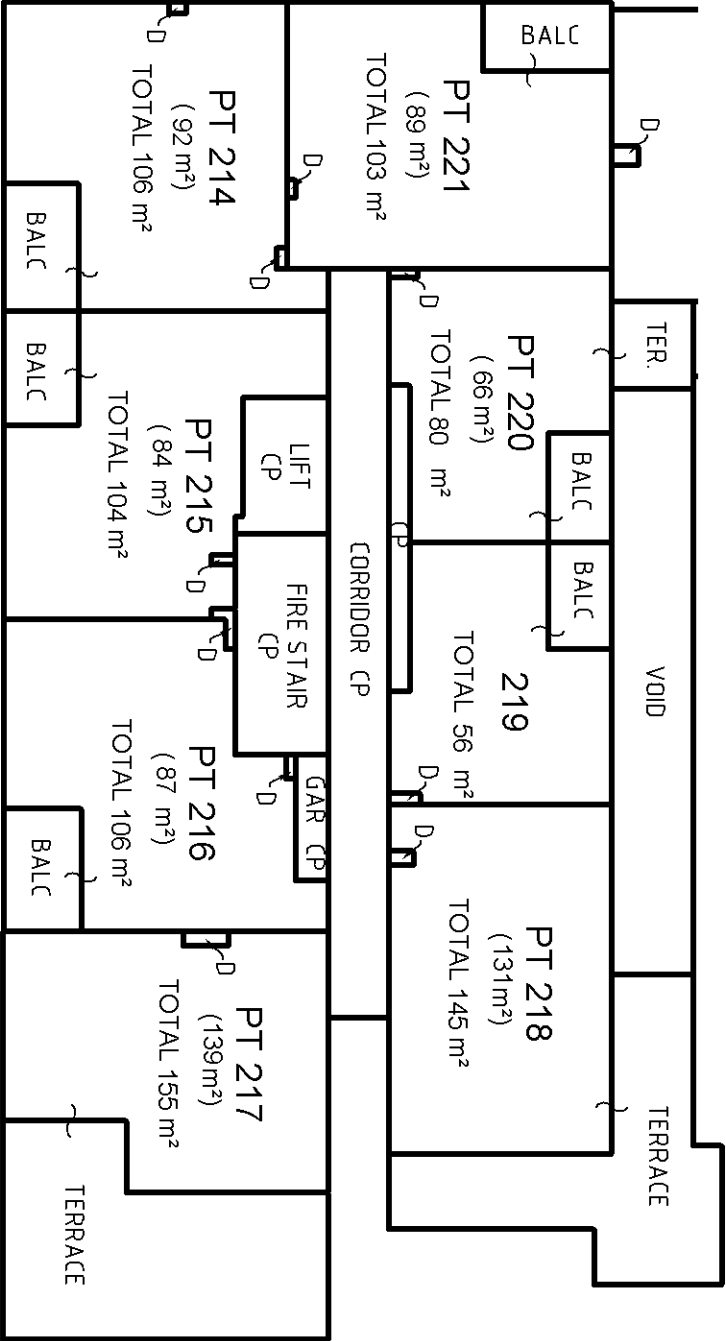 BALC
D
TER.
VOID
TERRACE
PT 221
(89 m²)
TOTAL 103 m²
D
D
PT 220
(66 m²)
TOTAL 80 m²
BALC
BALC
219
TOTAL 56 m²
D
D
PT 218
(131m²)
TOTAL 145 m²
CP
CORRIDOR CP
D
PT 214
(92 m²)
TOTAL 106 m²
D
BALC
BALC
LIFT
CP
FIRE STAIR
CP
GAR CP
PT 215
(84 m²)
TOTAL 104 m²
D
D
D
PT 216
(87 m²)
TOTAL 106 m²
BALC
D
PT 217
(139m²)
TOTAL 155 m²
TERRACE